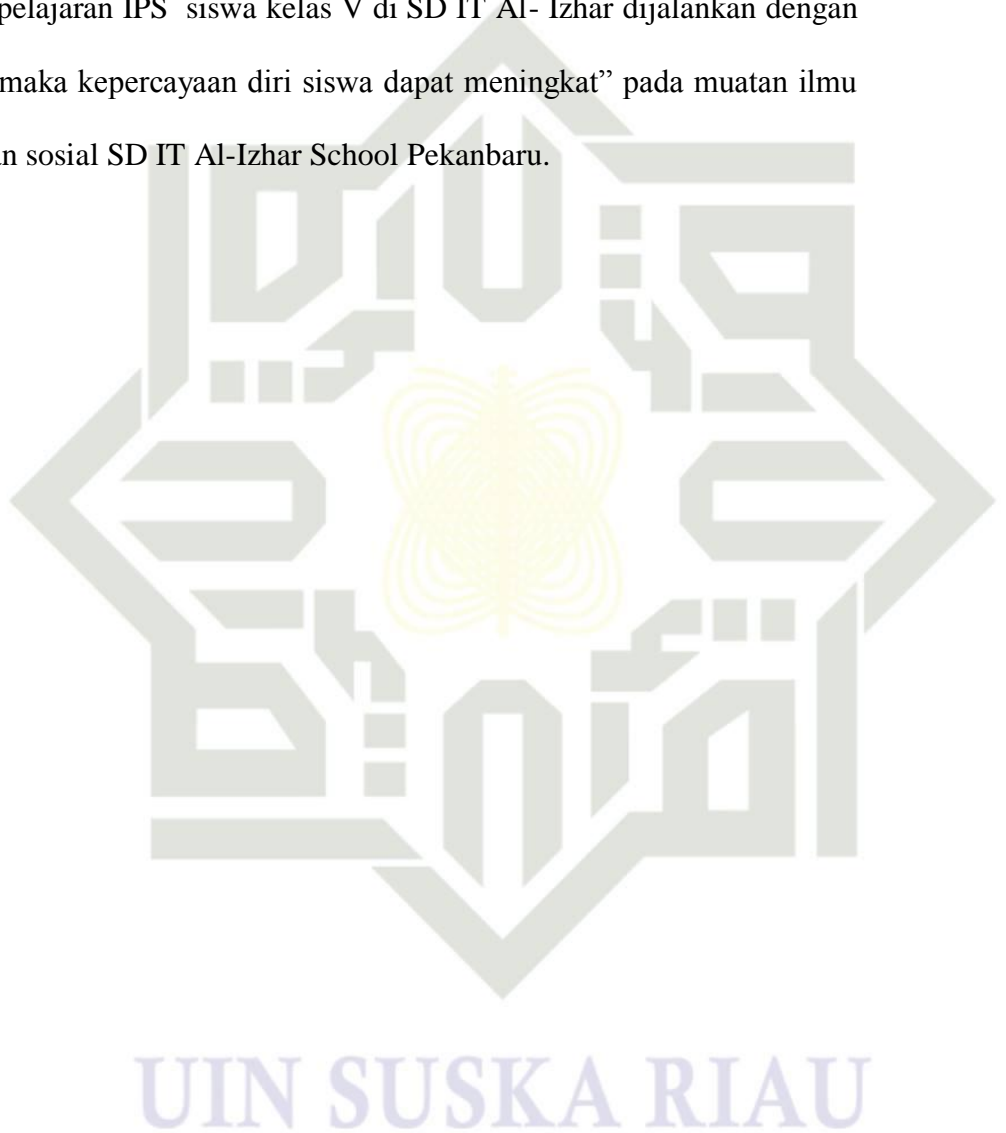 pelajaran IPS siswa kelas V di SD IT Al- Izhar dijalankan dengan
maka kepercayaan diri siswa dapat meningkat” pada muatan ilmu
sosial SD IT Al-Izhar School Pekanbaru.
UIN SUSKA RIAU